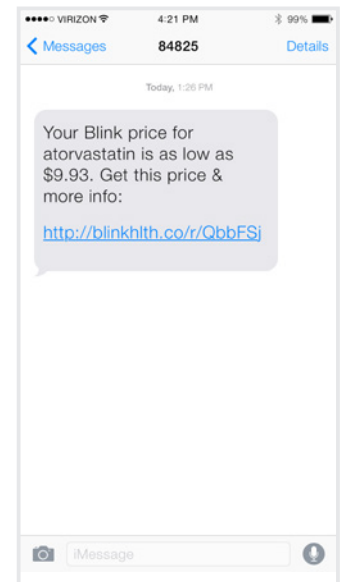 VIRIZON 4:21 PM 99%
Messages 84825 Details
Today, 1:26 PM
Your Blink price for
atorvastatin is as low as
$9.93. Get this price &
more info:
http://blinkhlth.co/r/QbbFSj
iMessage